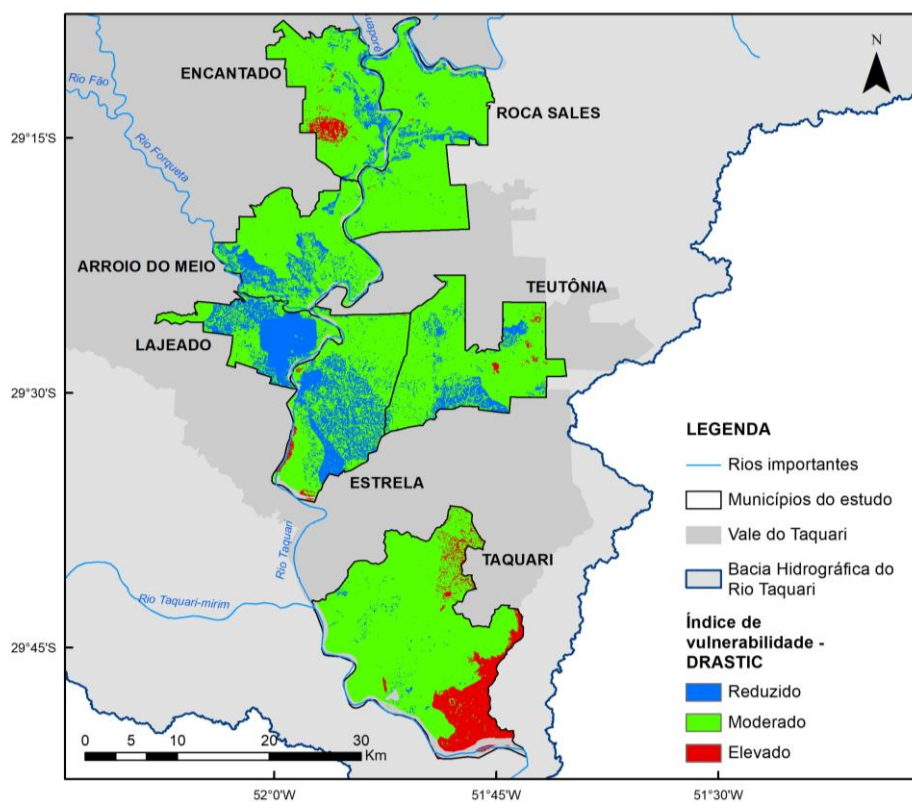 uaporé
N
ENCANTADO
Rio Fão
ROCA SALES
29°15'S
Rio Forqueta
ARROIO DO MEIO
TEUTÔNIA
LAJEADO
29°30'S
LEGENDA
Rios importantes
ESTRELA
Municípios do estudo
Vale do Taquari
Rio Taquari
TAQUARI
Bacia Hidrográfica do
Rio Taquari
Rio Taquari-mirim
Índice de
vulnerabilidade -
DRASTIC
29°45'S
Reduzido
Moderado
Elevado
0 5 10 20 30
Km
52°0'W
51°45'W
51°30'W